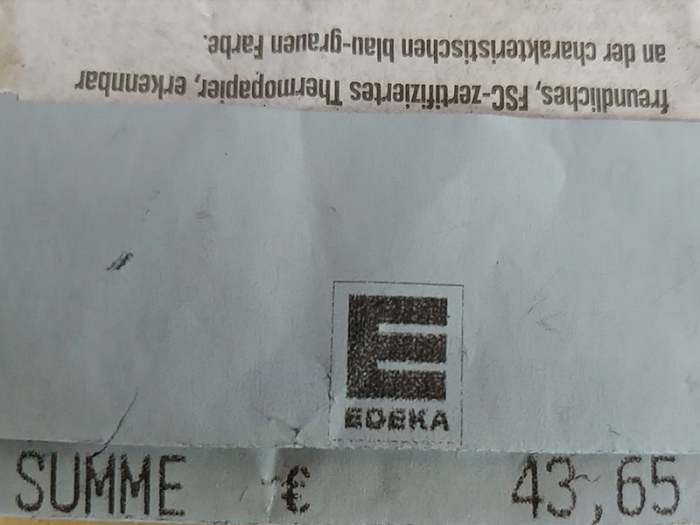 freundliches, FSC-zertifiziertes Thermopapier, erkennbar
an der charakteristischen blau-grauen Farbe.
EDEKA
SUMME € 43,65